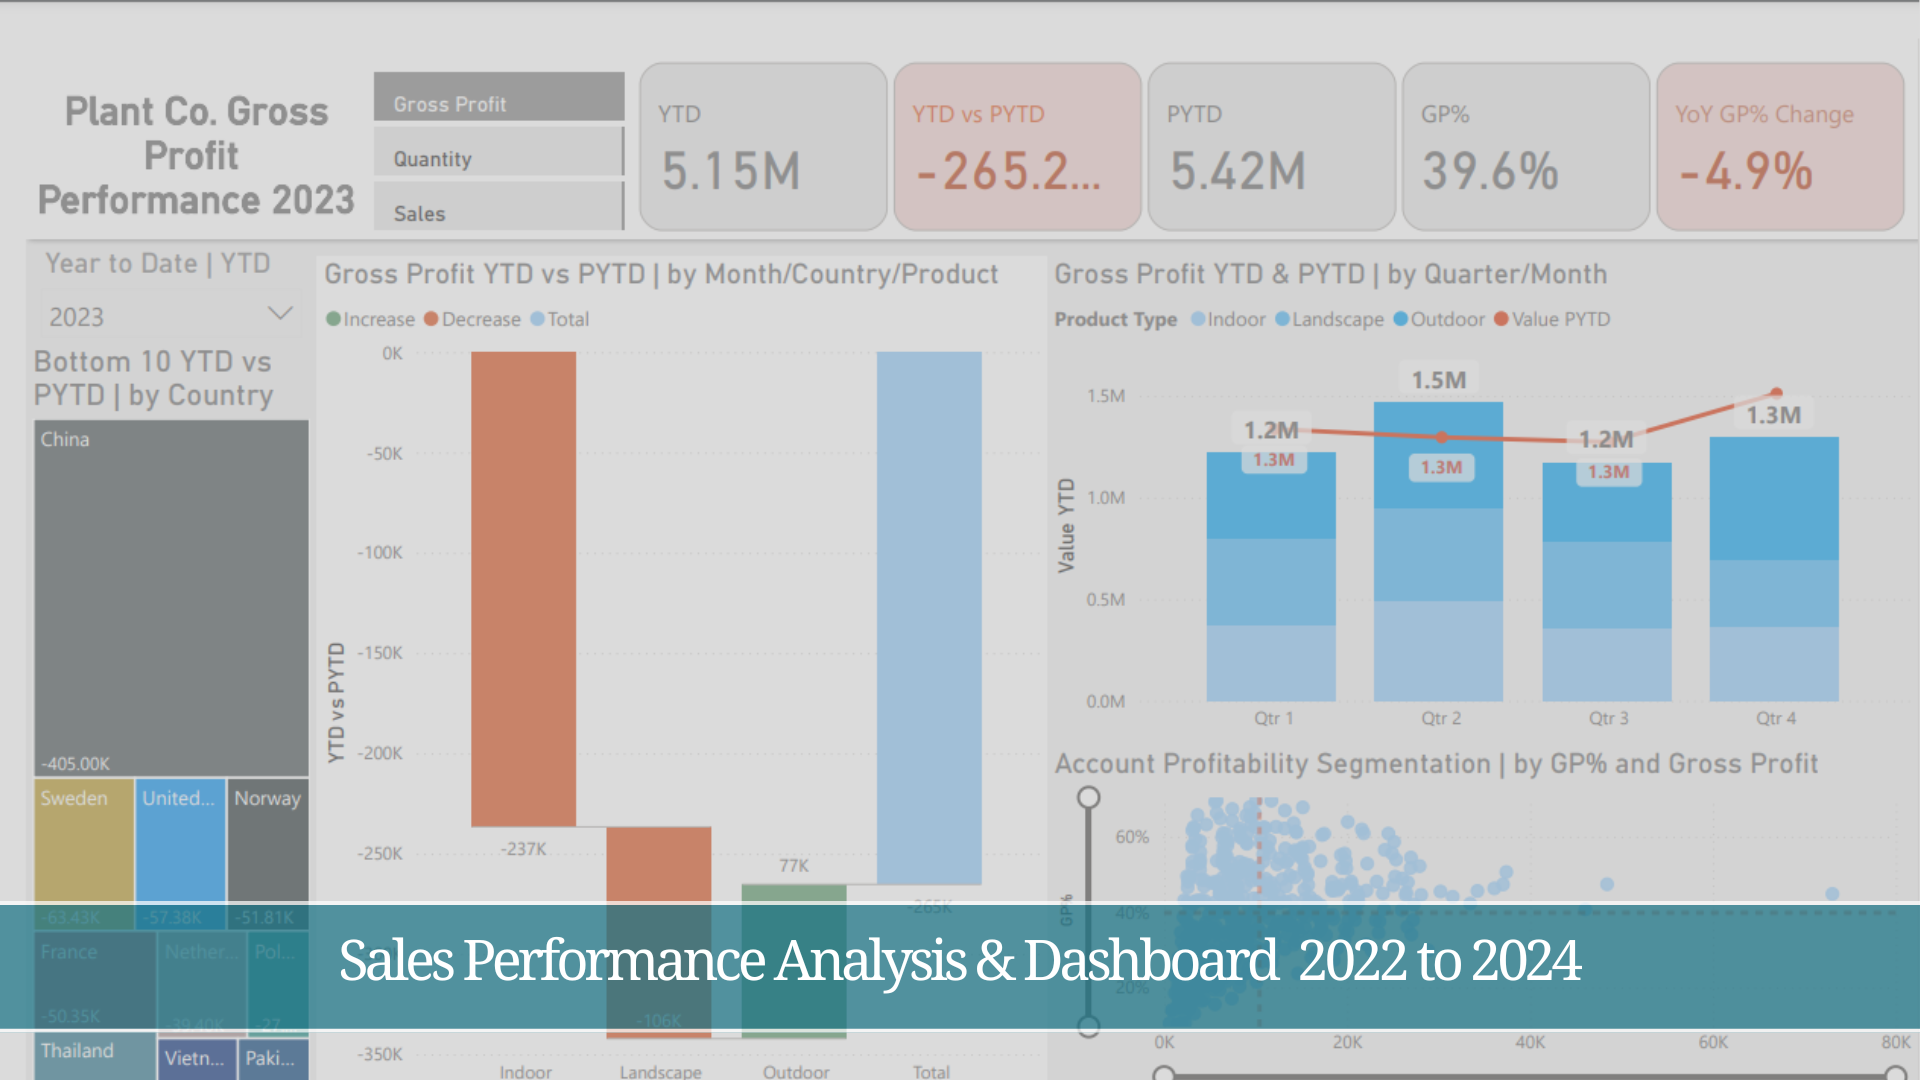 Plant Co. Gross
Profit
Performance 2023
Gross Profit
Quantity
Sales
YTD
5.15M
YTD vs PYTD
-265.2...
PYTD
5.42M
GP%
39.6%
YoY GP% Change
-4.9%
Year to Date | YTD
2023
Bottom 10 YTD vs
PYTD | by Country
China
-405.00K
Sweden
United...
Norway
-63.43K
-57.38K
-51.81K
France
Nether...
Pol...
-50.35K
-39.40K
-27....
Thailand
Vietn...
Paki...
Gross Profit YTD vs PYTD | by Month/Country/Product
Increase Decrease Total
YTD vs PYTD
0K
-50K
-100K
-150K
-200K
-250K
-350K
-237K
-106K
77K
-265K
Indoor Landscape Outdoor Total
Gross Profit YTD & PYTD | by Quarter/Month
Product Type Indoor Landscape Outdoor Value PYTD
Value YTD
1.5M
1.0M
0.5M
0.0M
1.2M
1.3M
1.5M
1.3M
1.2M
1.3M
1.3M
Qtr 1 Qtr 2 Qtr 3 Qtr 4
Account Profitability Segmentation | by GP% and Gross Profit
GP%
60%
40%
20%
0K 20K 40K 60K 80K
Sales Performance Analysis & Dashboard 2022 to 2024